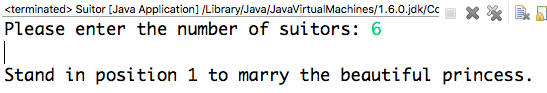 <terminated> Suitor [Java Application] /Library/Java/JavaVirtualMachines/1.6.0.jdk/Co
Please enter the number of suitors: 6
Stand in position 1 to marry the beautiful princess.